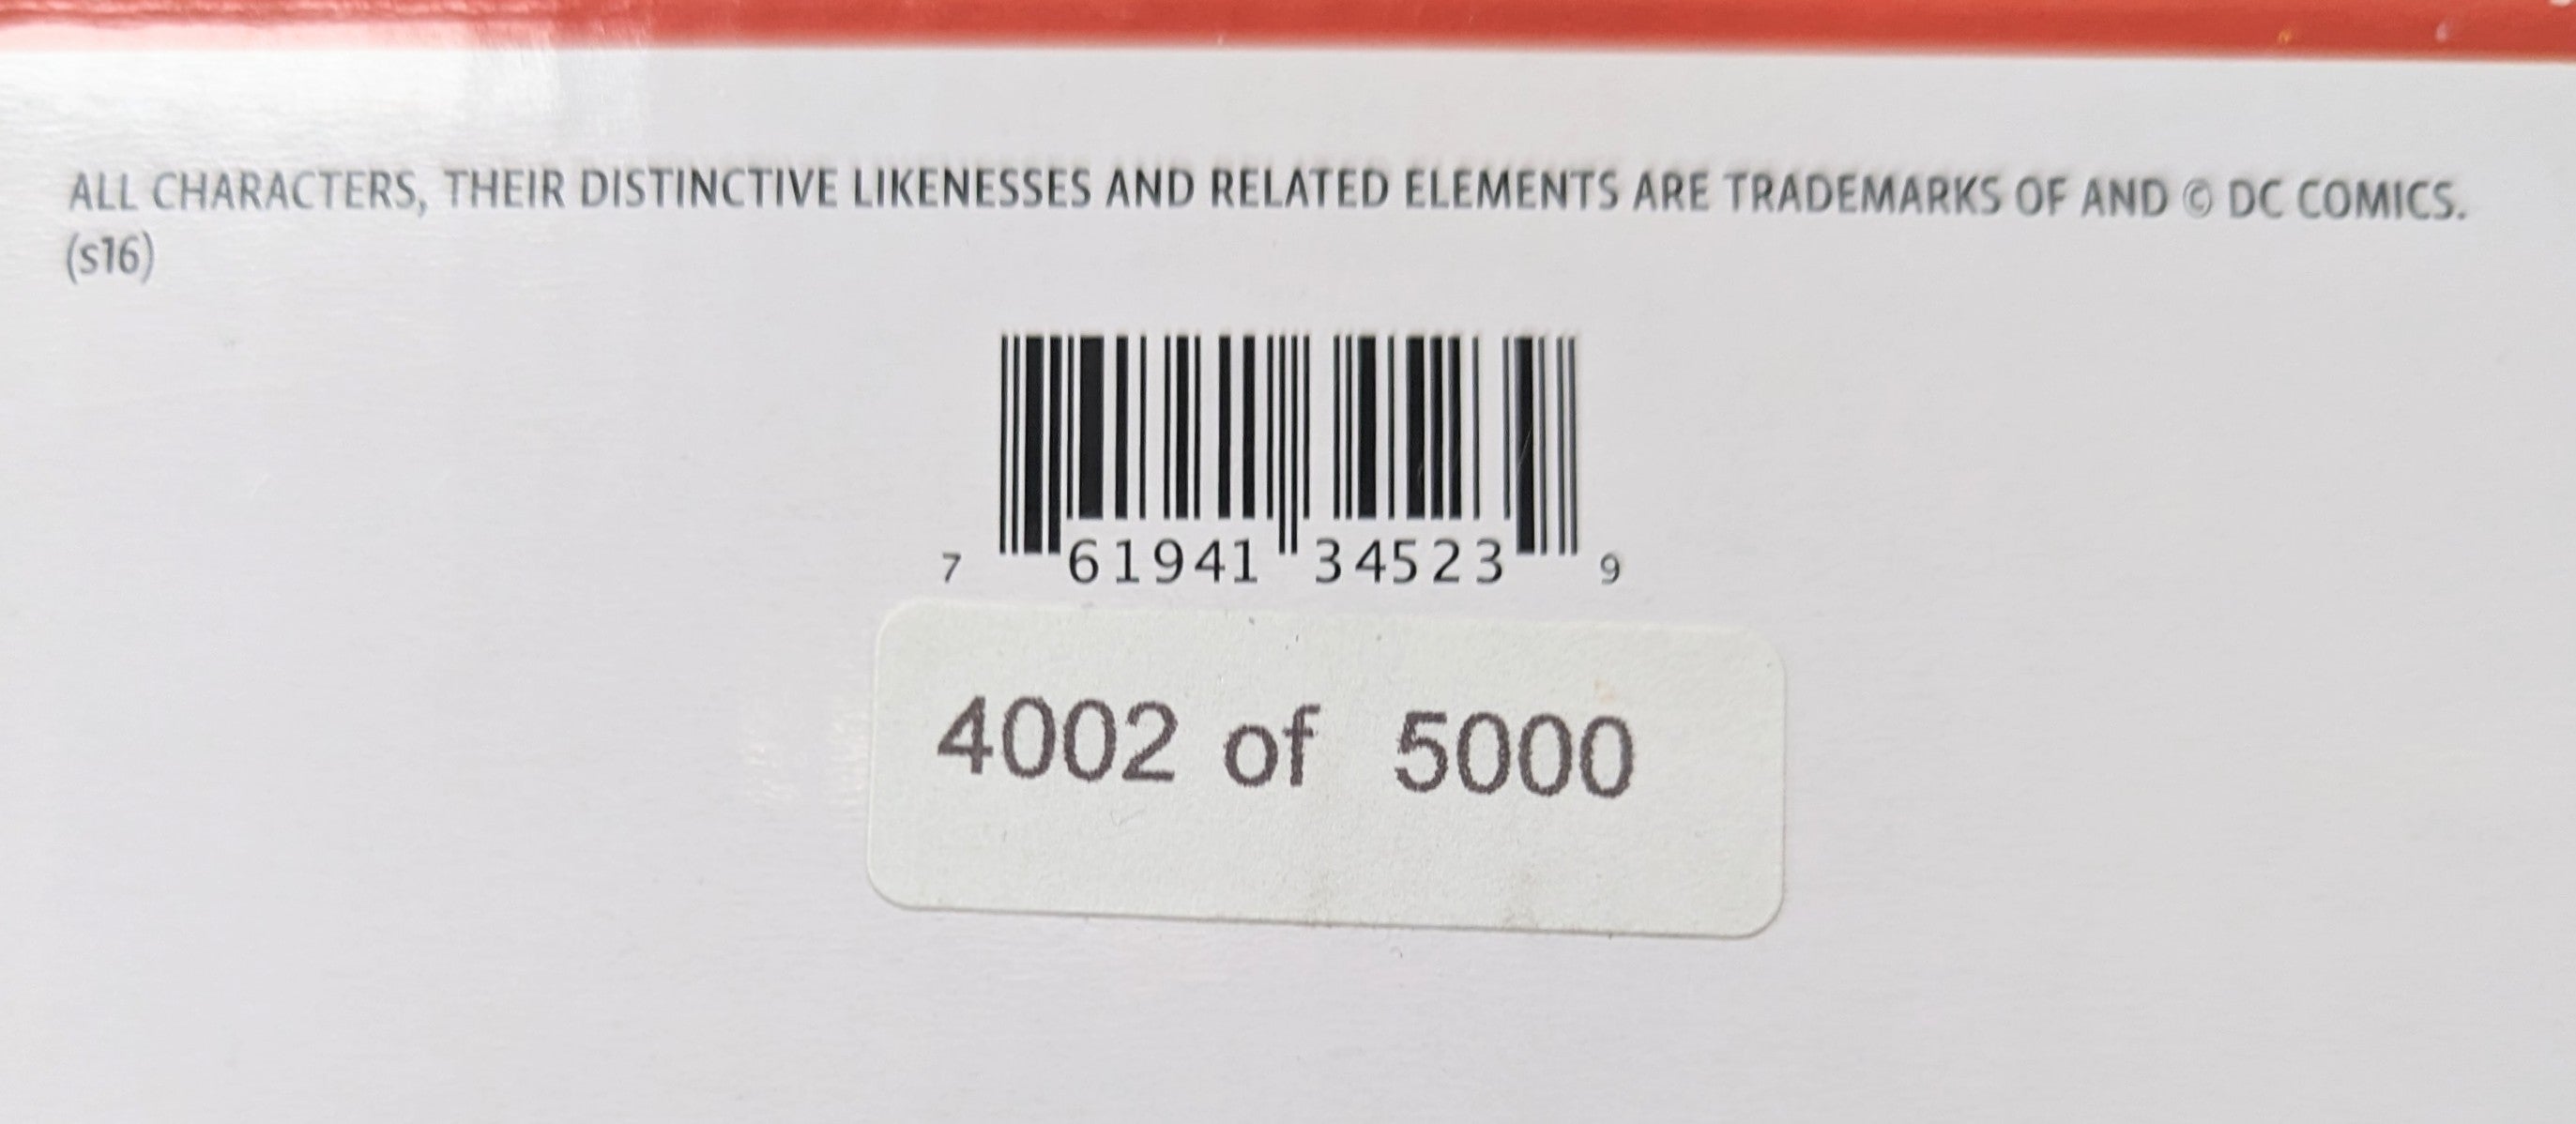 ALL CHARACTERS, THEIR DISTINCTIVE LIKENESSES AND RELATED ELEMENTS ARE TRADEMARKS OF AND © DC COMICS.
(s16)
7 61941 34523 9
4002 of 5000